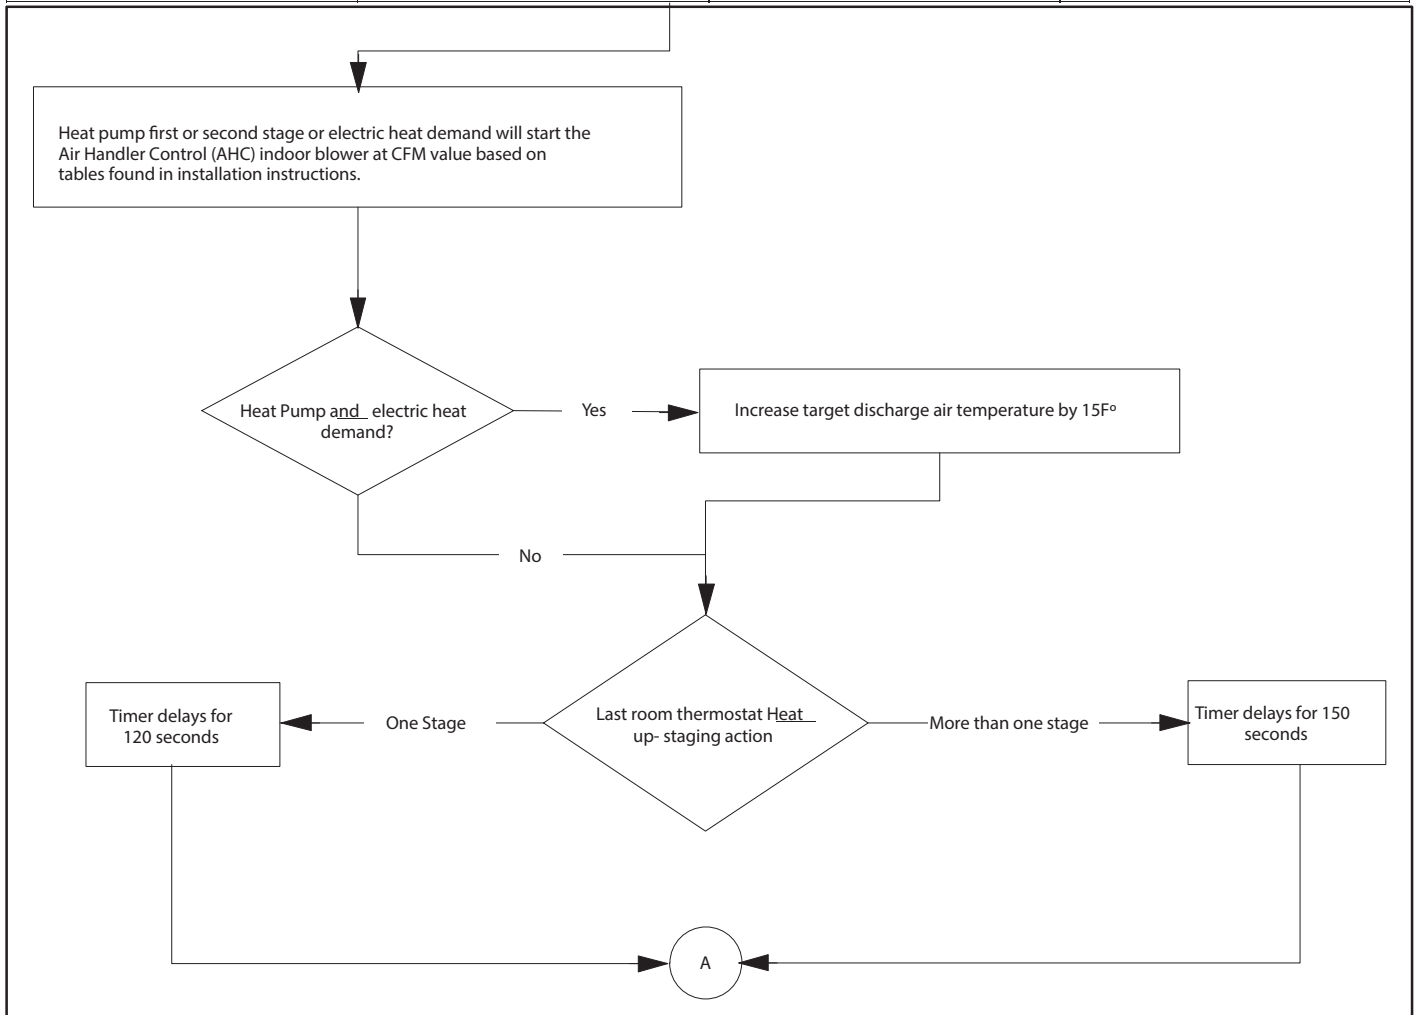 Heat pump first or second stage or electric heat demand will start the
Air Handler Control (AHC) indoor blower at CFM value based on
tables found in installation instructions.
Heat Pump and electric heat
demand?
Yes
Increase target discharge air temperature by 15Fº
No
Last room thermostat Heat
up- staging action
One Stage
Timer delays for
120 seconds
More than one stage
Timer delays for 150
seconds
A